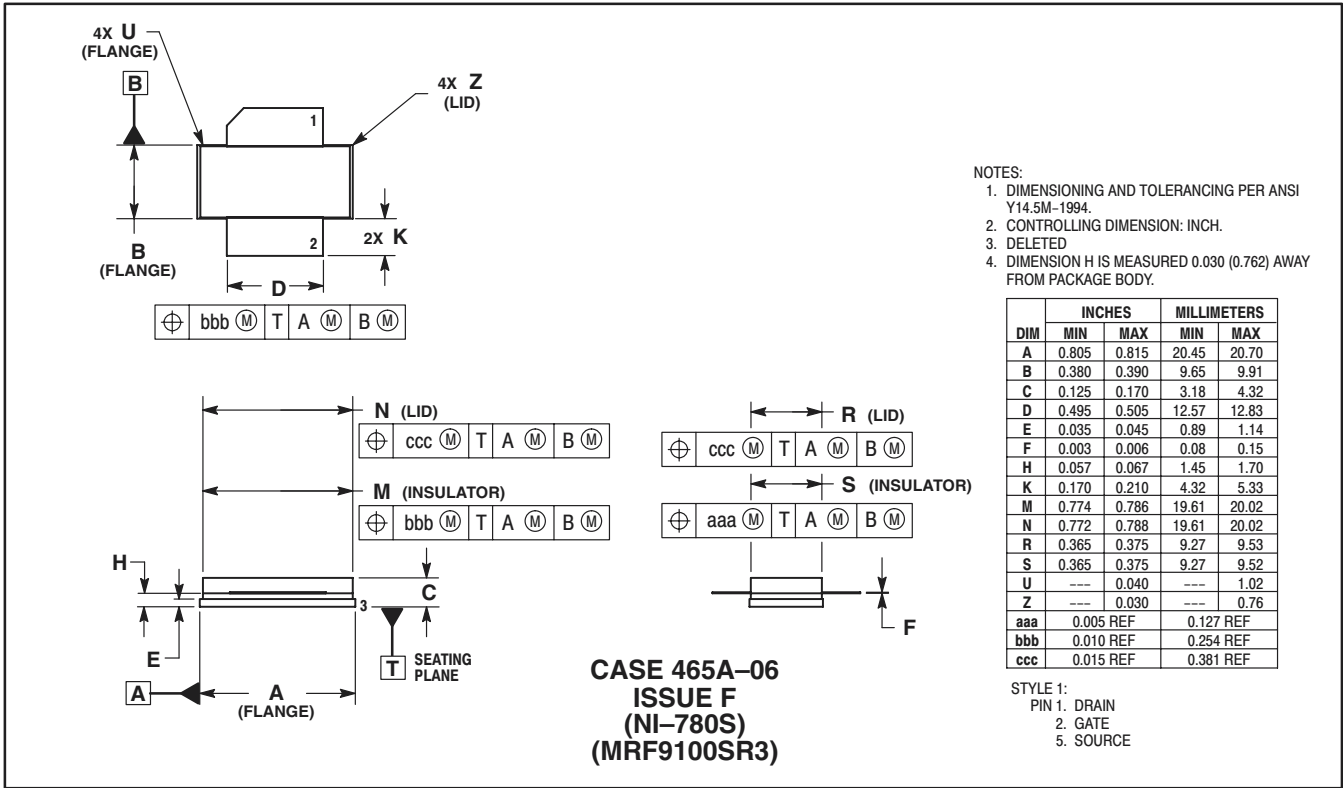 4X U
(FLANGE)
B
4X Z
(LID)
1
B
(FLANGE)
2X K
2
D
⌖ bbb Ⓜ T A Ⓜ B Ⓜ
N (LID)
⌖ ccc Ⓜ T A Ⓜ B Ⓜ
M (INSULATOR)
⌖ bbb Ⓜ T A Ⓜ B Ⓜ
H
C
3
E
T SEATING
PLANE
A
A
(FLANGE)
R (LID)
⌖ ccc Ⓜ T A Ⓜ B Ⓜ
S (INSULATOR)
⌖ aaa Ⓜ T A Ⓜ B Ⓜ
F
CASE 465A–06
ISSUE F
(NI–780S)
(MRF9100SR3)
NOTES:
1. DIMENSIONING AND TOLERANCING PER ANSI
Y14.5M–1994.
2. CONTROLLING DIMENSION: INCH.
3. DELETED
4. DIMENSION H IS MEASURED 0.030 (0.762) AWAY
FROM PACKAGE BODY.
INCHES MILLIMETERS
DIM MIN MAX MIN MAX
A 0.805 0.815 20.45 20.70
B 0.380 0.390 9.65 9.91
C 0.125 0.170 3.18 4.32
D 0.495 0.505 12.57 12.83
E 0.035 0.045 0.89 1.14
F 0.003 0.006 0.08 0.15
H 0.057 0.067 1.45 1.70
K 0.170 0.210 4.32 5.33
M 0.774 0.786 19.61 20.02
N 0.772 0.788 19.61 20.02
R 0.365 0.375 9.27 9.53
S 0.365 0.375 9.27 9.52
U ––– 0.040 ––– 1.02
Z ––– 0.030 ––– 0.76
aaa 0.005 REF 0.127 REF
bbb 0.010 REF 0.254 REF
ccc 0.015 REF 0.381 REF
STYLE 1:
PIN 1. DRAIN
2. GATE
5. SOURCE